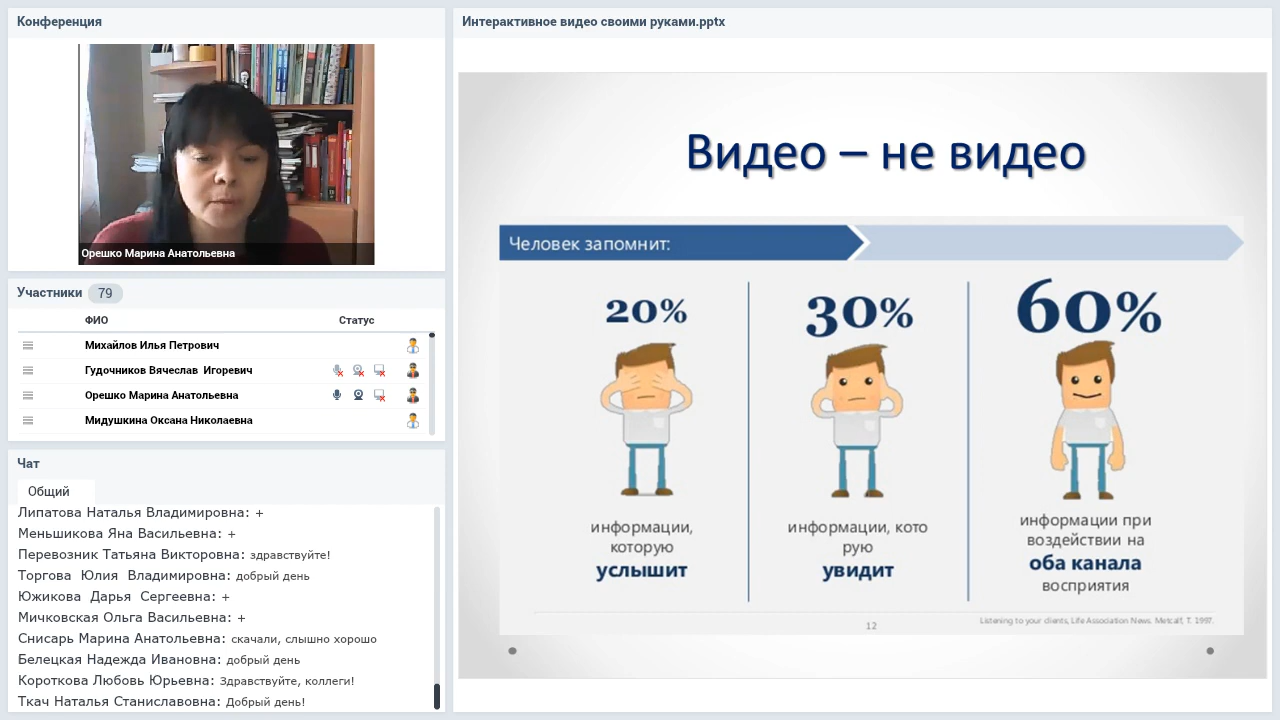 Конференция
Орешко Марина Анатольевна
Участники 79
ФИО Статус
Михайлов Илья Петрович
Гудочников Вячеслав Игоревич
Орешко Марина Анатольевна
Мидушкина Оксана Николаевна
Чат
Общий
Липатова Наталья Владимировна: +
Меньшикова Яна Васильевна: +
Перевозник Татьяна Викторовна: здравствуйте!
Торгова Юлия Владимировна: добрый день
Южикова Дарья Сергеевна: +
Мичковская Ольга Васильевна: +
Снисарь Марина Анатольевна: скачали, слышно хорошо
Белецкая Надежда Ивановна: добрый день
Короткова Любовь Юрьевна: Здравствуйте, коллеги!
Ткач Наталья Станиславовна: Добрый день!
Интерактивное видео своими руками.pptx
Видео – не видео
Человек запомнит:
20%
информации,
которую
услышит
30%
информации, кото
рую
увидит
60%
информации при
воздействии на
оба канала
восприятия
12
Listening to your clients, Life Association News. Metcalf, T. 1997.